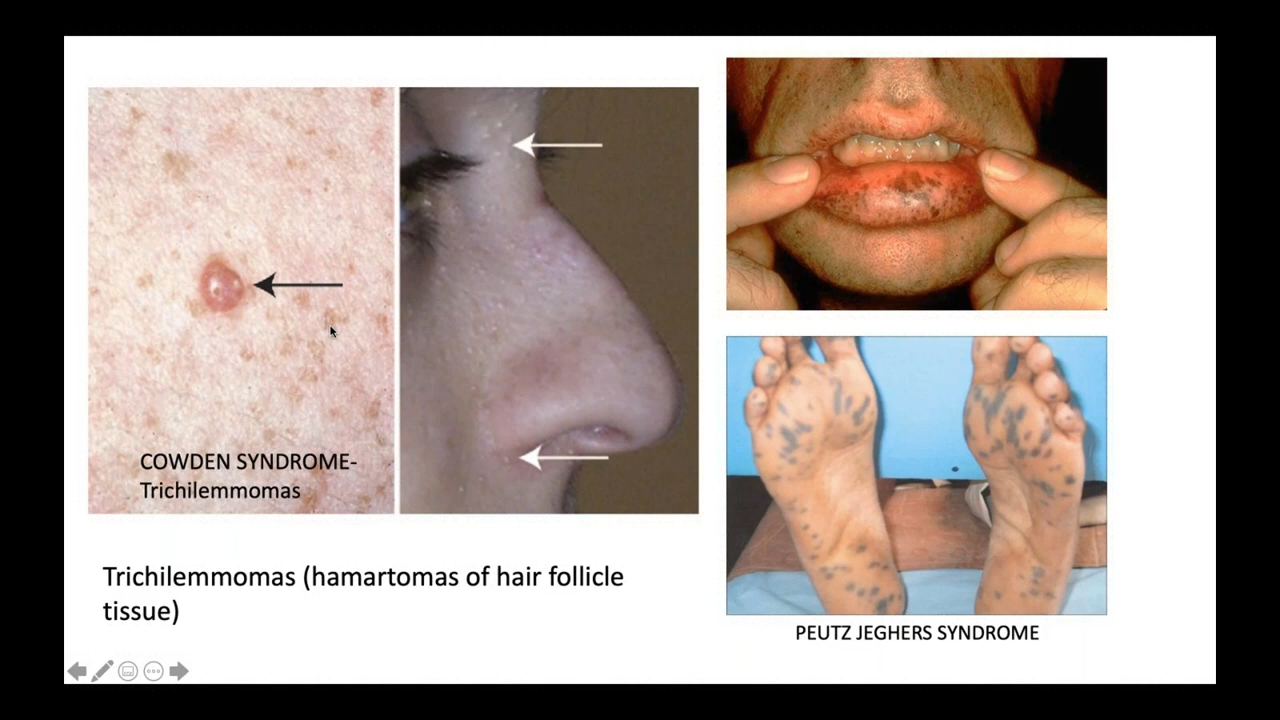 COWDEN SYNDROME-
Trichilemmomas
Trichilemmomas (hamartomas of hair follicle
tissue)
PEUTZ JEGHERS SYNDROME